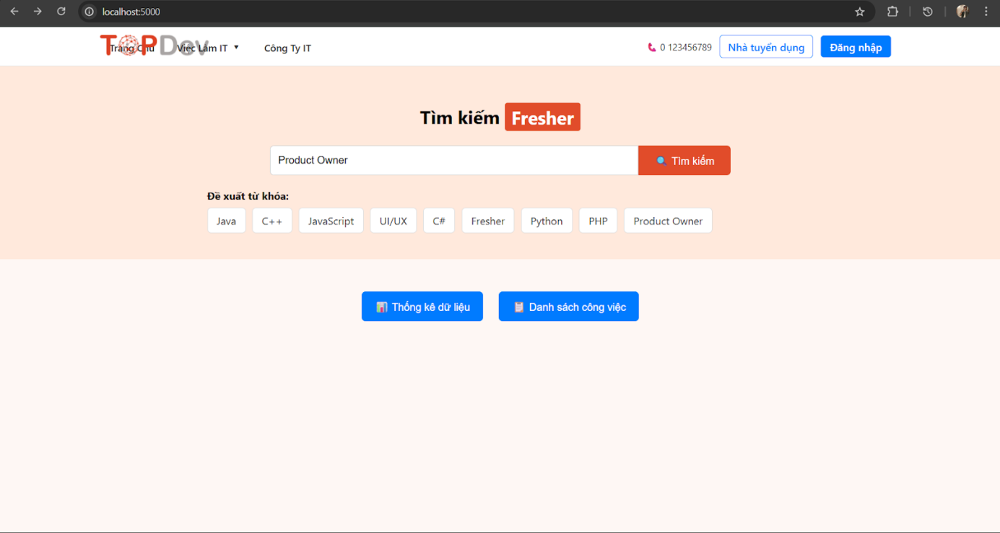 localhost:5000
TOPDev
Trang Chủ Việc Làm IT ▼ Công Ty IT 0 123456789 Nhà tuyển dụng Đăng nhập
Tìm kiếm Fresher
Product Owner Tìm kiếm
Đề xuất từ khóa:
Java C++ JavaScript UI/UX C# Fresher Python PHP Product Owner
Thống kê dữ liệu Danh sách công việc